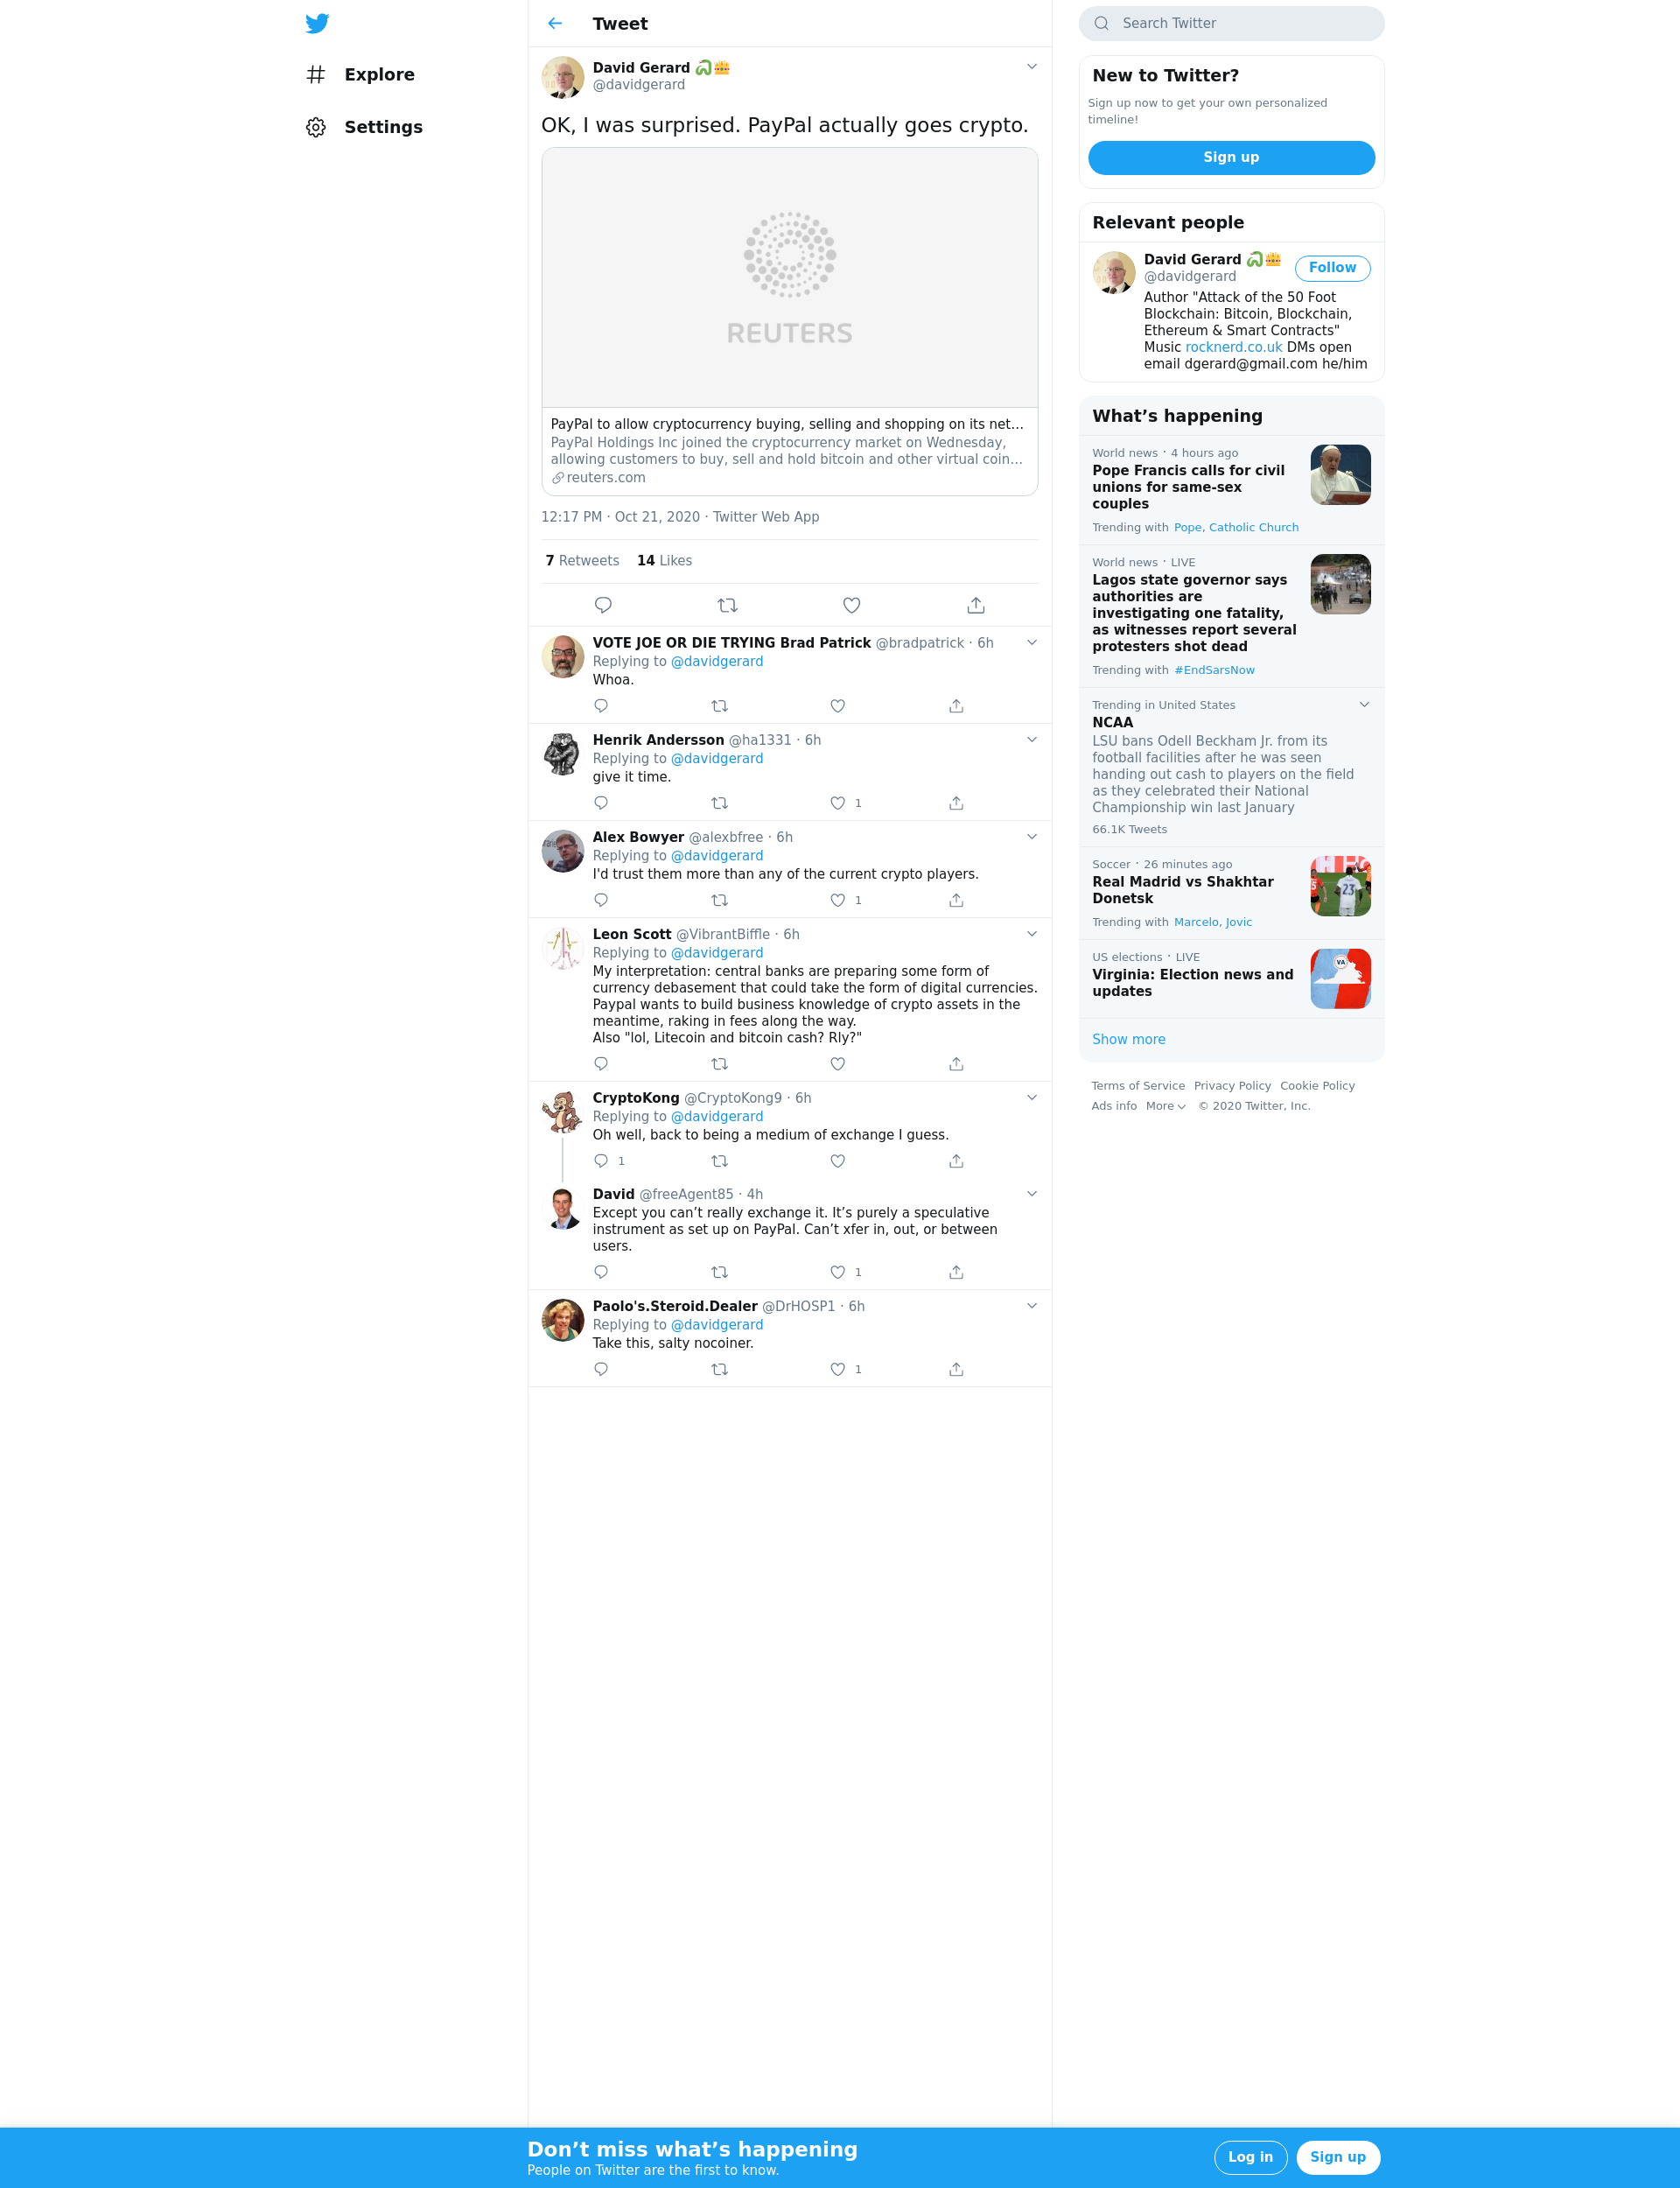 Explore
Settings
Tweet
David Gerard
@davidgerard
OK, I was surprised. PayPal actually goes crypto.
REUTERS
PayPal to allow cryptocurrency buying, selling and shopping on its net…
PayPal Holdings Inc joined the cryptocurrency market on Wednesday,
allowing customers to buy, sell and hold bitcoin and other virtual coin…
reuters.com
12:17 PM · Oct 21, 2020 · Twitter Web App
7 Retweets 14 Likes
VOTE JOE OR DIE TRYING Brad Patrick @bradpatrick · 6h
Replying to @davidgerard
Whoa.
Henrik Andersson @ha1331 · 6h
Replying to @davidgerard
give it time.
1
Alex Bowyer @alexbfree · 6h
Replying to @davidgerard
I'd trust them more than any of the current crypto players.
1
Leon Scott @VibrantBiffle · 6h
Replying to @davidgerard
My interpretation: central banks are preparing some form of
currency debasement that could take the form of digital currencies.
Paypal wants to build business knowledge of crypto assets in the
meantime, raking in fees along the way.
Also "lol, Litecoin and bitcoin cash? Rly?"
CryptoKong @CryptoKong9 · 6h
Replying to @davidgerard
Oh well, back to being a medium of exchange I guess.
1
David @freeAgent85 · 4h
Except you can’t really exchange it. It’s purely a speculative
instrument as set up on PayPal. Can’t xfer in, out, or between
users.
1
Paolo's.Steroid.Dealer @DrHOSP1 · 6h
Replying to @davidgerard
Take this, salty nocoiner.
1
Search Twitter
New to Twitter?
Sign up now to get your own personalized
timeline!
Sign up
Relevant people
David Gerard
@davidgerard
Follow
Author "Attack of the 50 Foot
Blockchain: Bitcoin, Blockchain,
Ethereum & Smart Contracts"
Music rocknerd.co.uk DMs open
email dgerard@gmail.com he/him
What’s happening
World news · 4 hours ago
Pope Francis calls for civil
unions for same-sex
couples
Trending with Pope, Catholic Church
World news · LIVE
Lagos state governor says
authorities are
investigating one fatality,
as witnesses report several
protesters shot dead
Trending with #EndSarsNow
Trending in United States
NCAA
LSU bans Odell Beckham Jr. from its
football facilities after he was seen
handing out cash to players on the field
as they celebrated their National
Championship win last January
66.1K Tweets
Soccer · 26 minutes ago
Real Madrid vs Shakhtar
Donetsk
23
Trending with Marcelo, Jovic
US elections · LIVE
Virginia: Election news and
updates
VA
Show more
Terms of Service Privacy Policy Cookie Policy
Ads info More © 2020 Twitter, Inc.
Don’t miss what’s happening
People on Twitter are the first to know.
Log in
Sign up